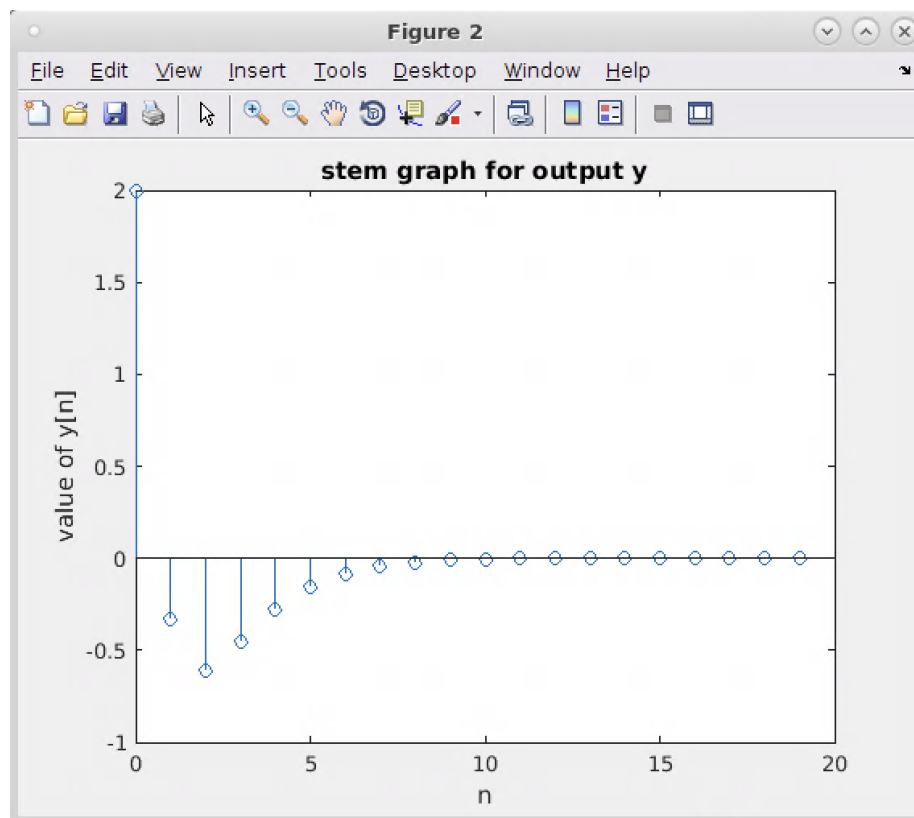 Figure 2
File Edit View Insert Tools Desktop Window Help
stem graph for output y
2
1.5
1
0.5
0
-0.5
-1
value of y[n]
0 5 10 15 20
n